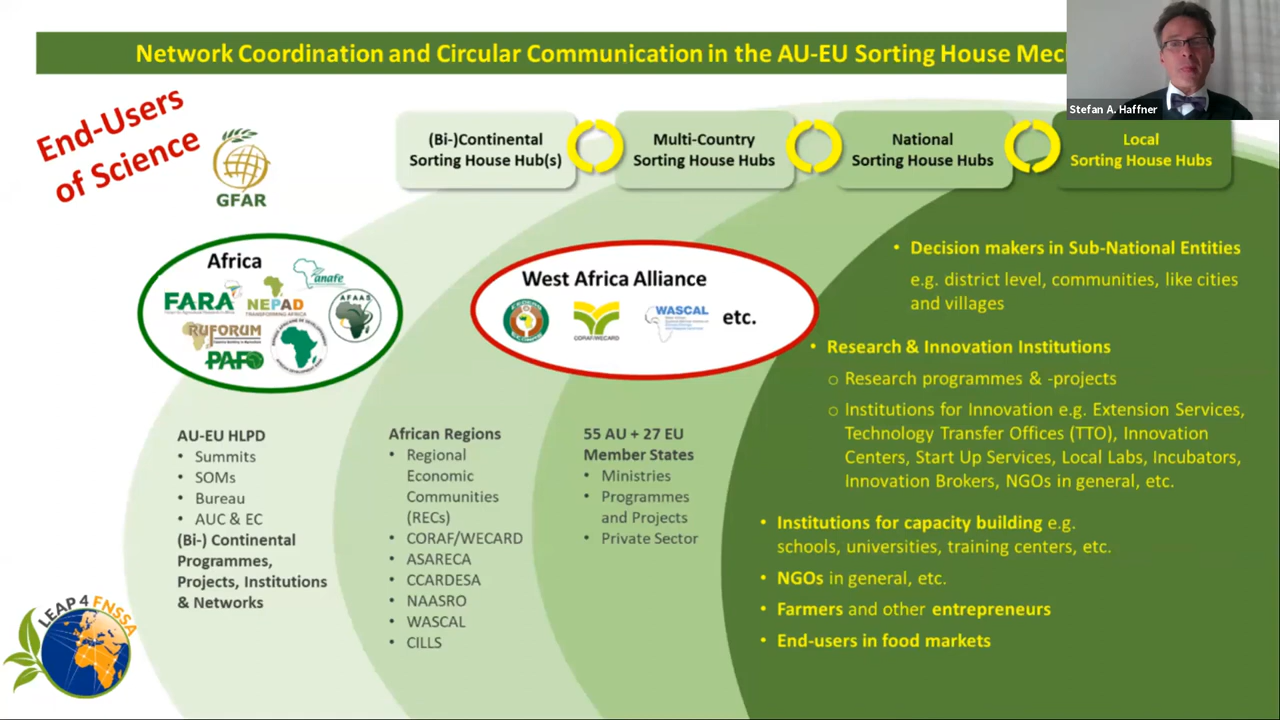 Network Coordination and Circular Communication in the AU-EU Sorting House Mec
Stefan A. Haffner
End-Users
of Science
GFAR
(Bi-)Continental
Sorting House Hub(s)
Multi-Country
Sorting House Hubs
National
Sorting House Hubs
Local
Sorting House Hubs
Africa
anafe
FARA
NEPAD
TRANSFORMING AFRICA
AFAAS
RUFORUM
PAFO
West Africa Alliance
CORAF/WECARD
WASCAL
etc.
• Decision makers in Sub-National Entities
e.g. district level, communities, like cities
and villages
• Research & Innovation Institutions
o Research programmes & -projects
o Institutions for Innovation e.g. Extension Services,
Technology Transfer Offices (TTO), Innovation
Centers, Start Up Services, Local Labs, Incubators,
Innovation Brokers, NGOs in general, etc.
• Institutions for capacity building e.g.
schools, universities, training centers, etc.
• NGOs in general, etc.
• Farmers and other entrepreneurs
• End-users in food markets
AU-EU HLPD
• Summits
• SOMs
• Bureau
• AUC & EC
(Bi-) Continental
Programmes,
Projects, Institutions
& Networks
African Regions
• Regional
Economic
Communities
(RECs)
• CORAF/WECARD
• ASARECA
• CCARDESA
• NAASRO
• WASCAL
• CILLS
55 AU + 27 EU
Member States
• Ministries
• Programmes
and Projects
• Private Sector
LEAP 4 FNSSA